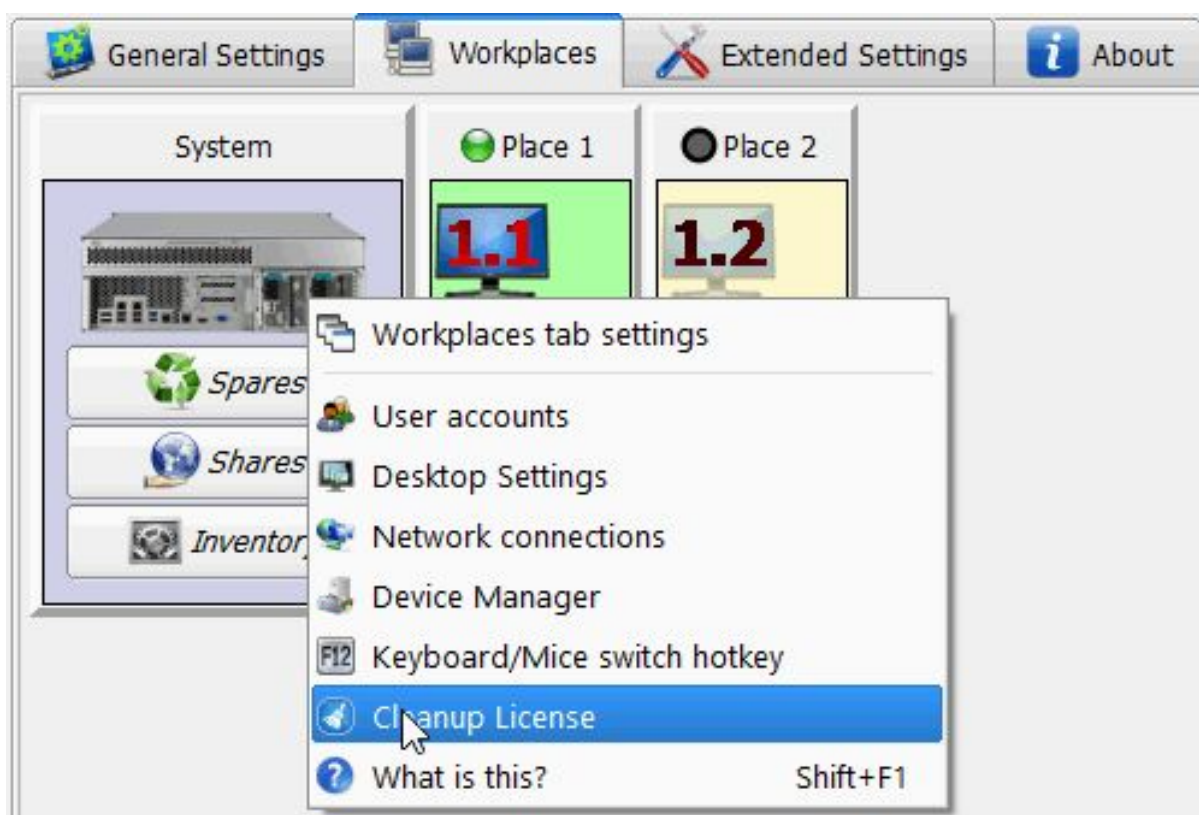 General Settings
Workplaces
Extended Settings
About
System
Place 1
Place 2
1.1
1.2
Spares
Shares
Inventor
Workplaces tab settings
User accounts
Desktop Settings
Network connections
Device Manager
F12 Keyboard/Mice switch hotkey
Cleanup License
What is this? Shift+F1